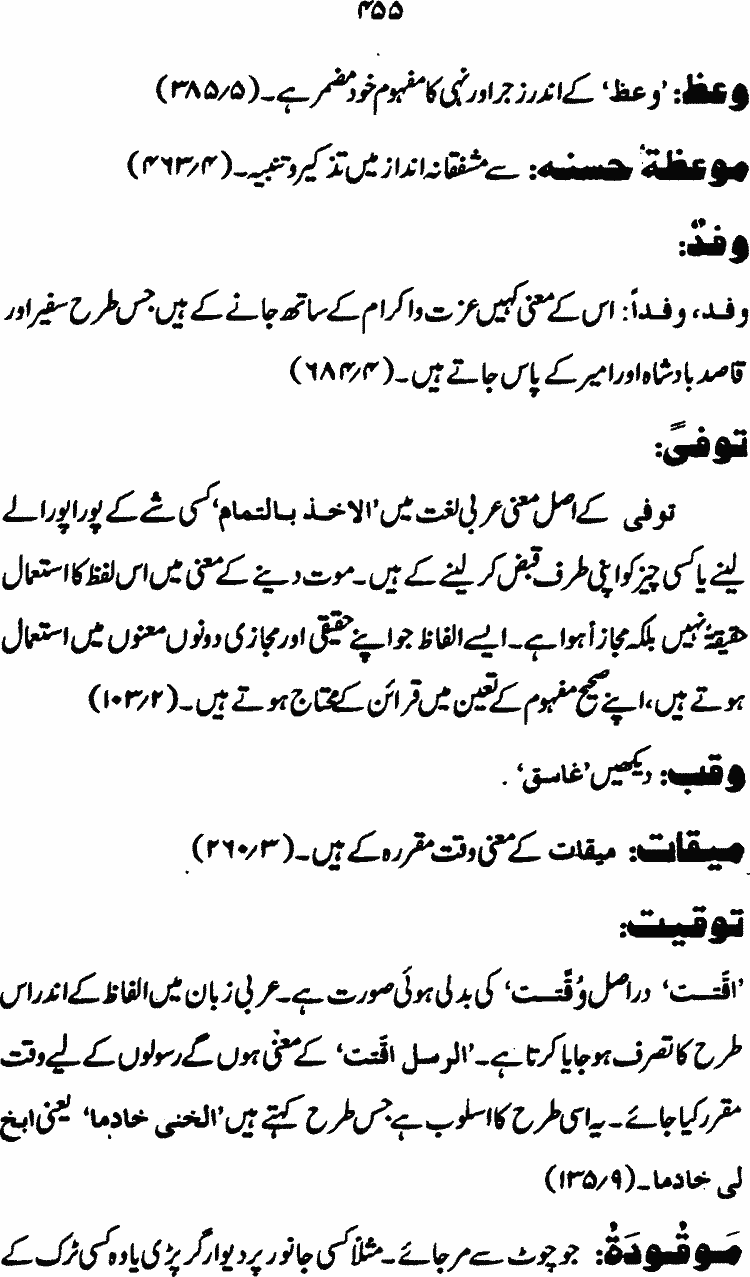 ۴۵۵
وعظ: ’وعظ‘ کے اندر زجر اور نہی کا مفہوم خود مضمر ہے۔ (۳۸۵/۵)
موعظۃ حسنہ: سے مشفقانہ انداز میں تذکیر و تنبیہ۔ (۴۶۳/۴)
وفدٌ:
وفد، وفداً: اس کے معنی کہیں عزت و اکرام کے ساتھ جانے کے ہیں جس طرح سفیر اور
قاصد بادشاہ اور امیر کے پاس جاتے ہیں۔ (۶۸۴/۴)
توفیً:
توفی کے اصل معنی عربی لغت میں ’الاخذ بالتمام‘ کسی شے کے پورا پورا لے
لینے یا کسی چیز کو اپنی طرف قبض کر لینے کے ہیں۔ موت دینے کے معنی میں اس لفظ کا استعمال
حقیقۃً نہیں بلکہ مجازاً ہوا ہے۔ ایسے الفاظ جو اپنے حقیقی اور مجازی دونوں معنوں میں استعمال
ہوتے ہیں، اپنے صحیح مفہوم کے تعین میں قرائن کے محتاج ہوتے ہیں۔ (۱۰۳/۲)
وقب: دیکھیں ’غاسق‘.
میقات: میقات کے معنی وقت مقررہ کے ہیں۔ (۲۶۰/۳)
توقیت:
’اقّتت‘ دراصل وُقّتت‘ کی بدلی ہوئی صورت ہے۔ عربی زبان میں الفاظ کے اندر اس
طرح کا تصرف ہو جایا کرتا ہے۔ ’الرسل اقّتت‘ کے معنی ہوں گے رسولوں کے لیے وقت
مقرر کیا جائے۔ یہ اسی طرح کا اسلوب ہے جس طرح کہتے ہیں ’الخنی خادما‘ یعنی ابخ
لی خادما۔ (۱۳۵/۹)
مَوقُوذَۃُ: جو چوٹ سے مر جائے۔ مثلاً کسی جانور پر دیوار گر پڑی یا وہ کسی ٹرک کے